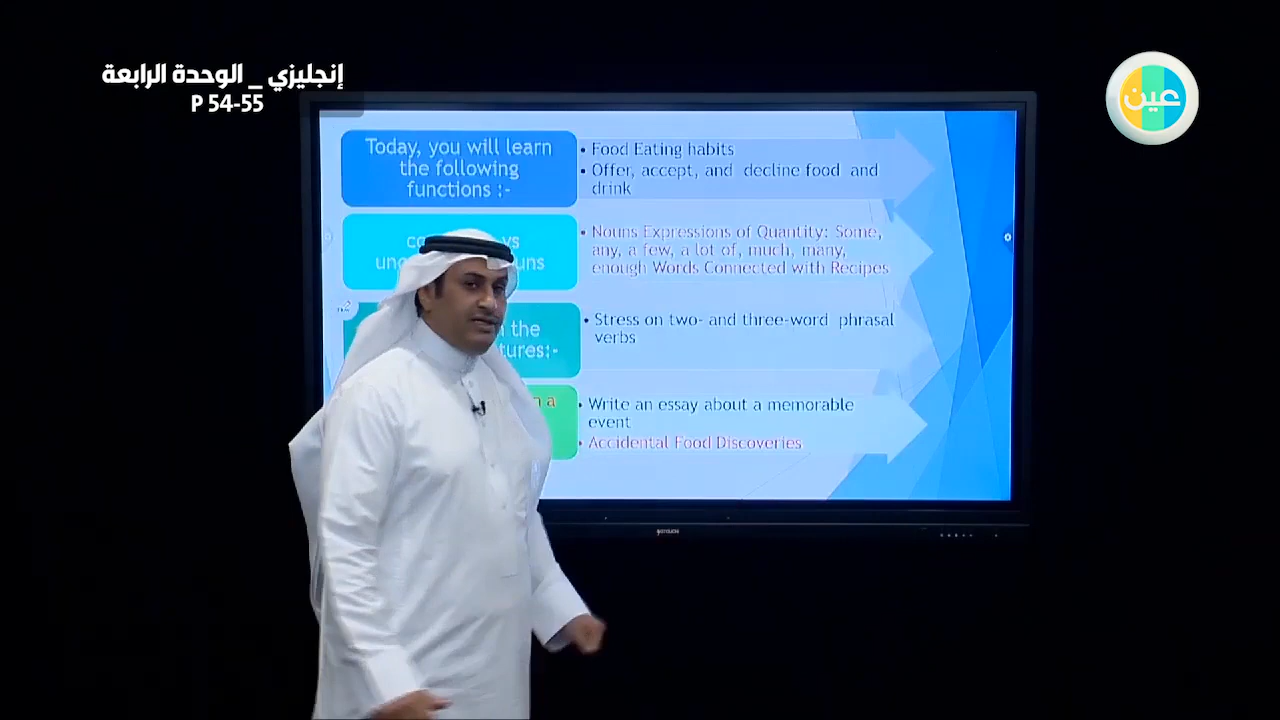 إنجليزي _ الوحدة الرابعة
P 54-55
عين
Today, you will learn
the following
functions :-
• Food Eating habits
• Offer, accept, and decline food and
drink
vs
• Nouns Expressions of Quantity: Some,
any, a few, a lot of, much, many,
enough Words Connected with Recipes
the
• Stress on two- and three-word phrasal
verbs
a
• Write an essay about a memorable
event
• Accidental Food Discoveries